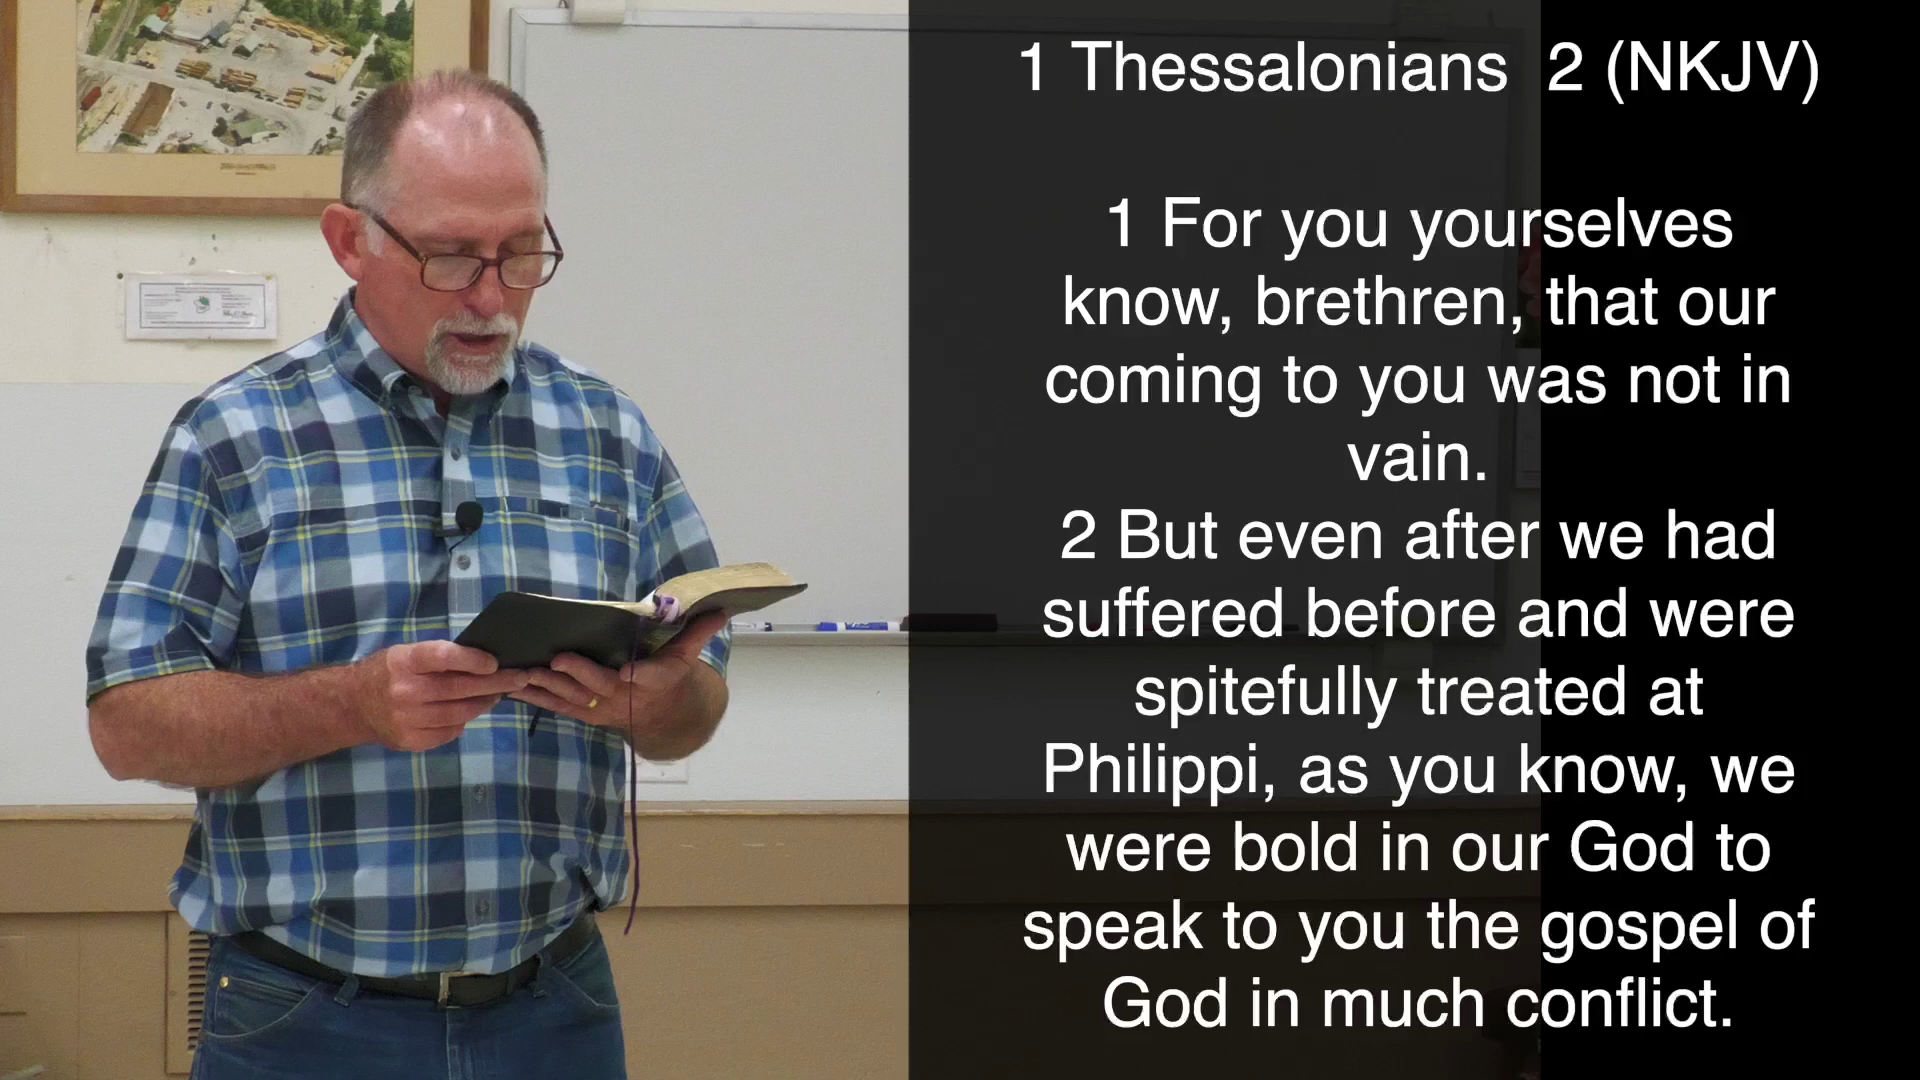 1 Thessalonians 2 (NKJV)
1 For you yourselves
know, brethren, that our
coming to you was not in
vain.
2 But even after we had
suffered before and were
spitefully treated at
Philippi, as you know, we
were bold in our God to
speak to you the gospel of
God in much conflict.